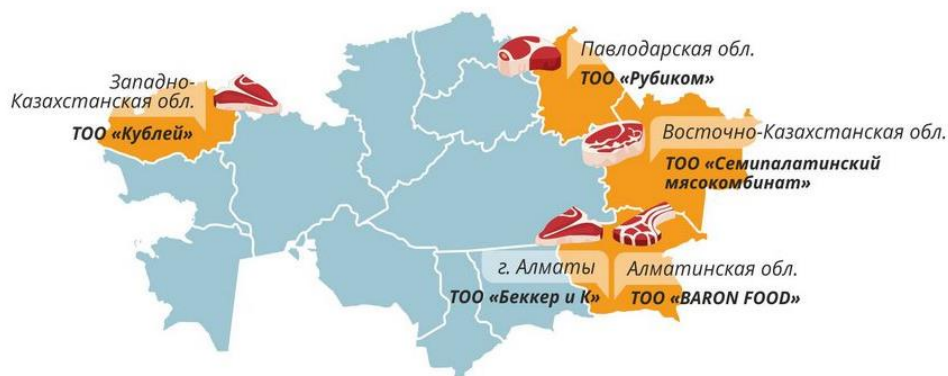 Павлодарская обл.
ТОО «Рубиком»
Западно-
Казахстанская обл.
ТОО «Кублей»
Восточно-Казахстанская обл.
ТОО «Семипалатинский
мясокомбинат»
г. Алматы
ТОО «Беккер и К»
Алматинская обл.
ТОО «BARON FOOD»